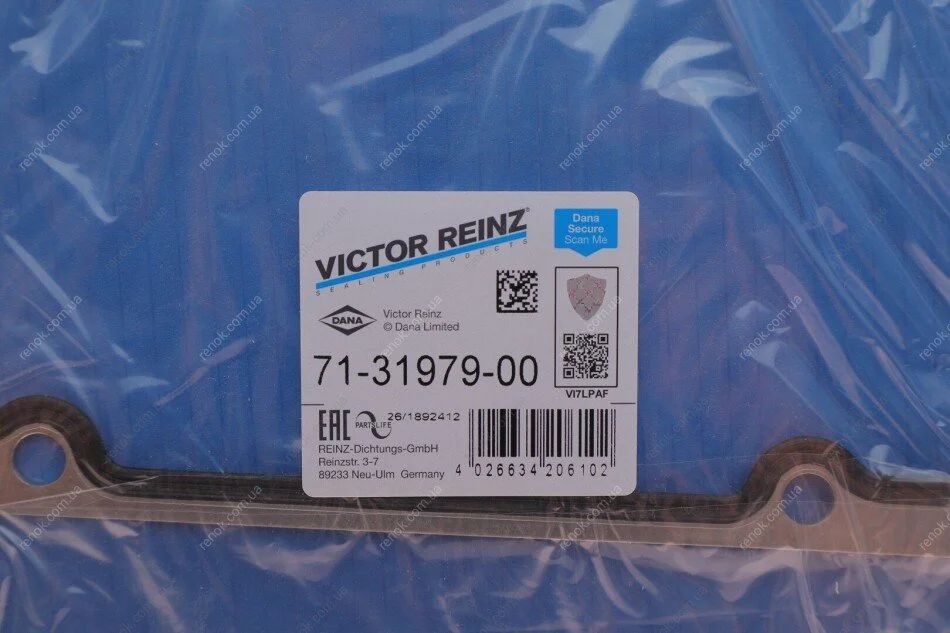 VICTOR REINZ®
SEALING PRODUCTS
Dana
Secure
Scan Me
DANA
Victor Reinz
© Dana Limited
71-31979-00
VI7LPAF
EAC
PARTSLIFE
26/1892412
REINZ-Dichtungs-GmbH
Reinzstr. 3-7
89233 Neu-Ulm Germany
4 026634 206102
renok.com.ua